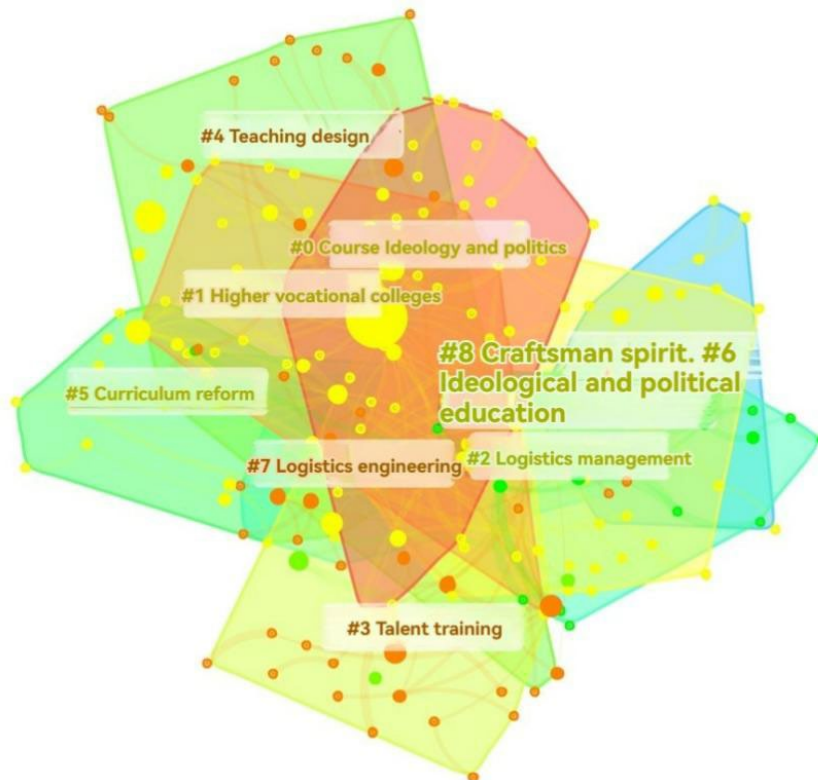 #4 Teaching design
#0 Course Ideology and politics
#1 Higher vocational colleges
#8 Craftsman spirit. #6
Ideological and political
education
#5 Curriculum reform
#7 Logistics engineering
#2 Logistics management
#3 Talent training